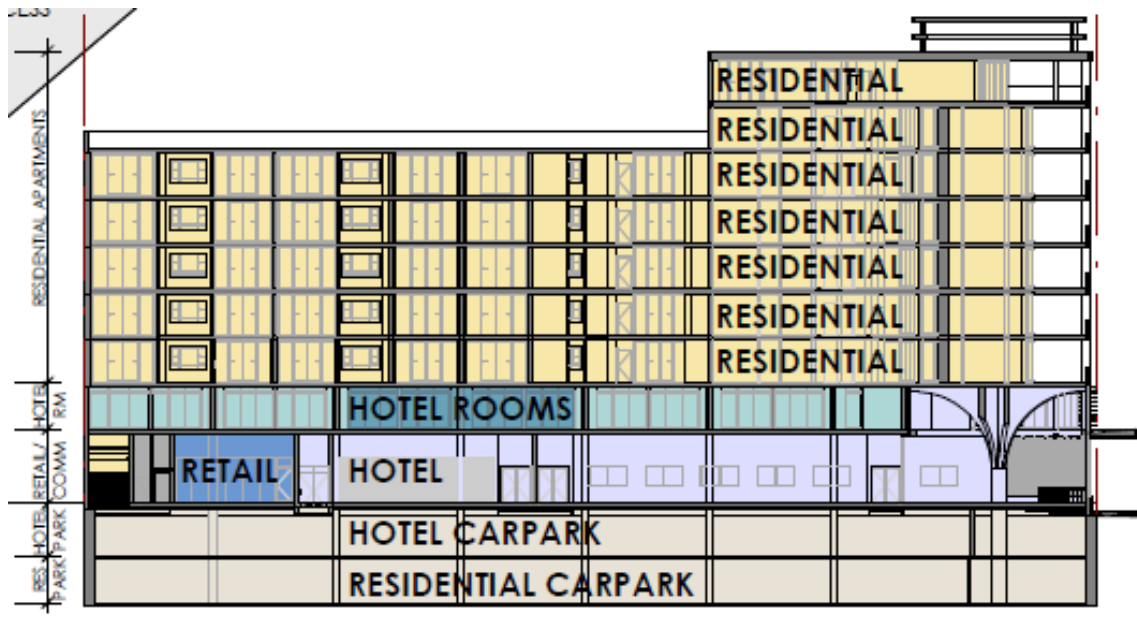 RESIDENTIAL
RESIDENTIAL
RESIDENTIAL
RESIDENTIAL
RESIDENTIAL
RESIDENTIAL
RESIDENTIAL
HOTEL ROOMS
RETAIL
HOTEL
HOTEL CARPARK
RESIDENTIAL CARPARK
RESIDENTIAL APARTMENTS
HOTEL
RM
RETAIL/
COMM
HOTEL
PARK
RES.
PARK